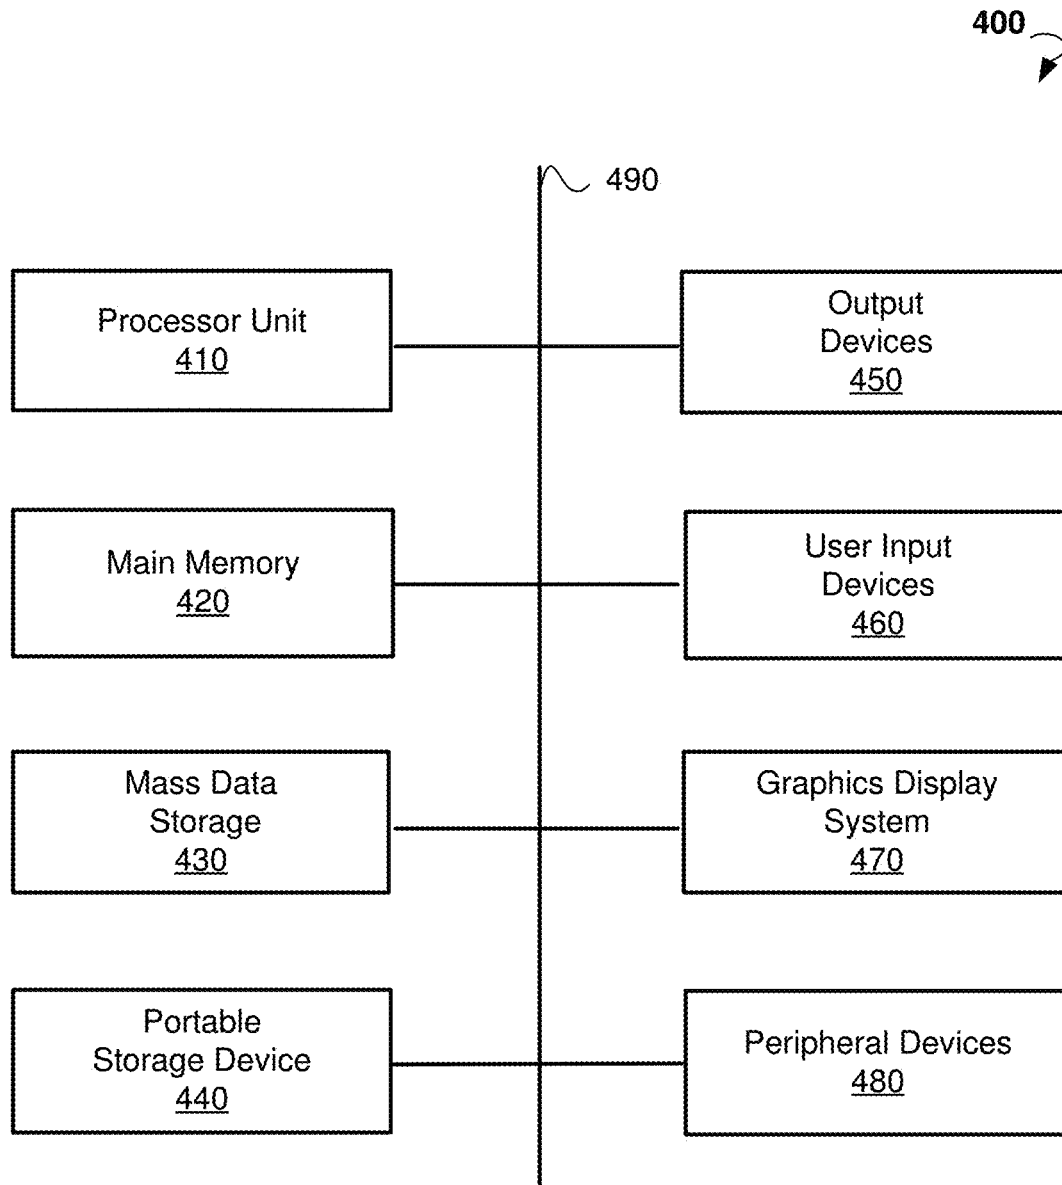 400
490
Processor Unit
410
Output
Devices
450
Main Memory
420
User Input
Devices
460
Mass Data
Storage
430
Graphics Display
System
470
Portable
Storage Device
440
Peripheral Devices
480